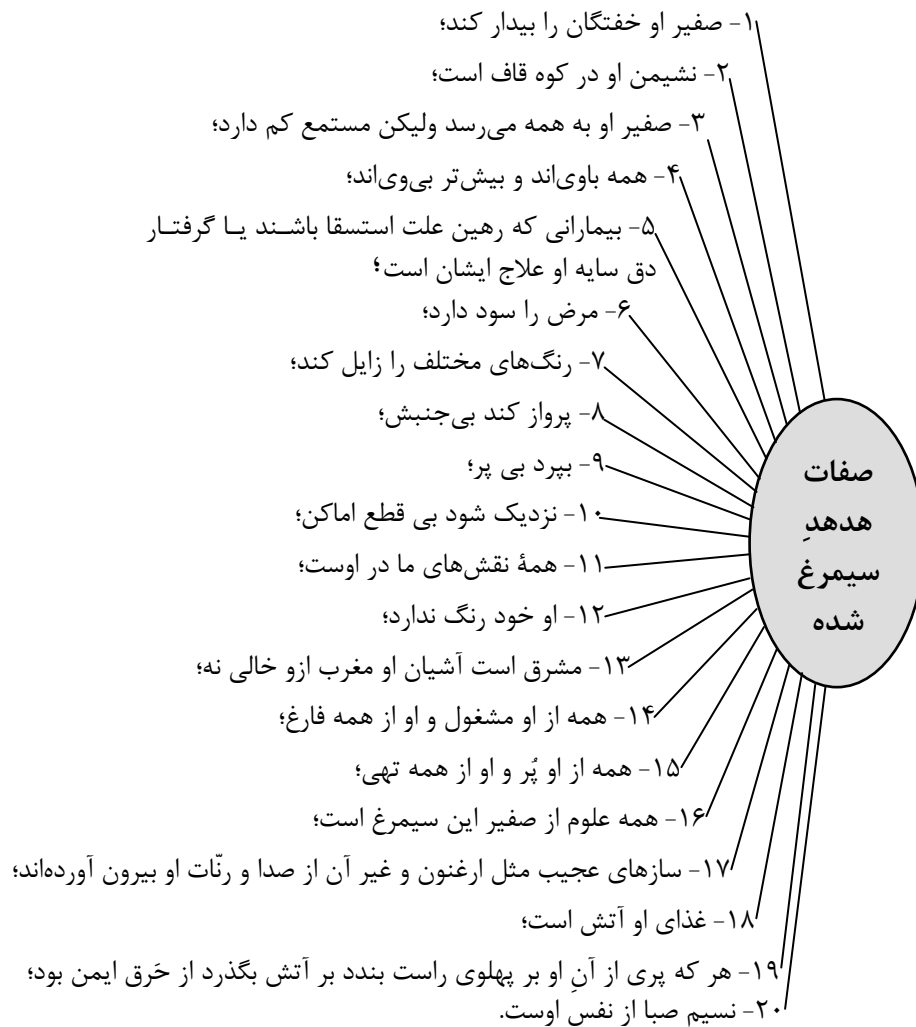 ۱- صفیر او خفتگان را بیدار کند؛
۲- نشیمن او در کوه قاف است؛
۳- صفیر او به همه می‌رسد ولیکن مستمع کم دارد؛
۴- همه باوی‌اند و بیش‌تر بی‌وی‌اند؛
۵- بیمارانی که رهین علت استسقا باشند یا گرفتار
دق سایه او علاج ایشان است؛
۶- مرض را سود دارد؛
۷- رنگ‌های مختلف را زایل کند؛
۸- پرواز کند بی‌جنبش؛
۹- بپرد بی پر؛
۱۰- نزدیک شود بی قطع اماکن؛
۱۱- همۀ نقش‌های ما در اوست؛
۱۲- او خود رنگ ندارد؛
۱۳- مشرق است آشیان او مغرب ازو خالی نه؛
۱۴- همه از او مشغول و او از همه فارغ؛
۱۵- همه از او پُر و او از همه تهی؛
۱۶- همه علوم از صفیر این سیمرغ است؛
۱۷- سازهای عجیب مثل ارغنون و غیر آن از صدا و رنّات او بیرون آورده‌اند؛
۱۸- غذای او آتش است؛
۱۹- هر که پری از آنِ او بر پهلوی راست بندد بر آتش بگذرد از حَرق ایمن بود؛
۲۰- نسیم صبا از نفس اوست.
صفات
هدهدِ
سیمرغ
شده